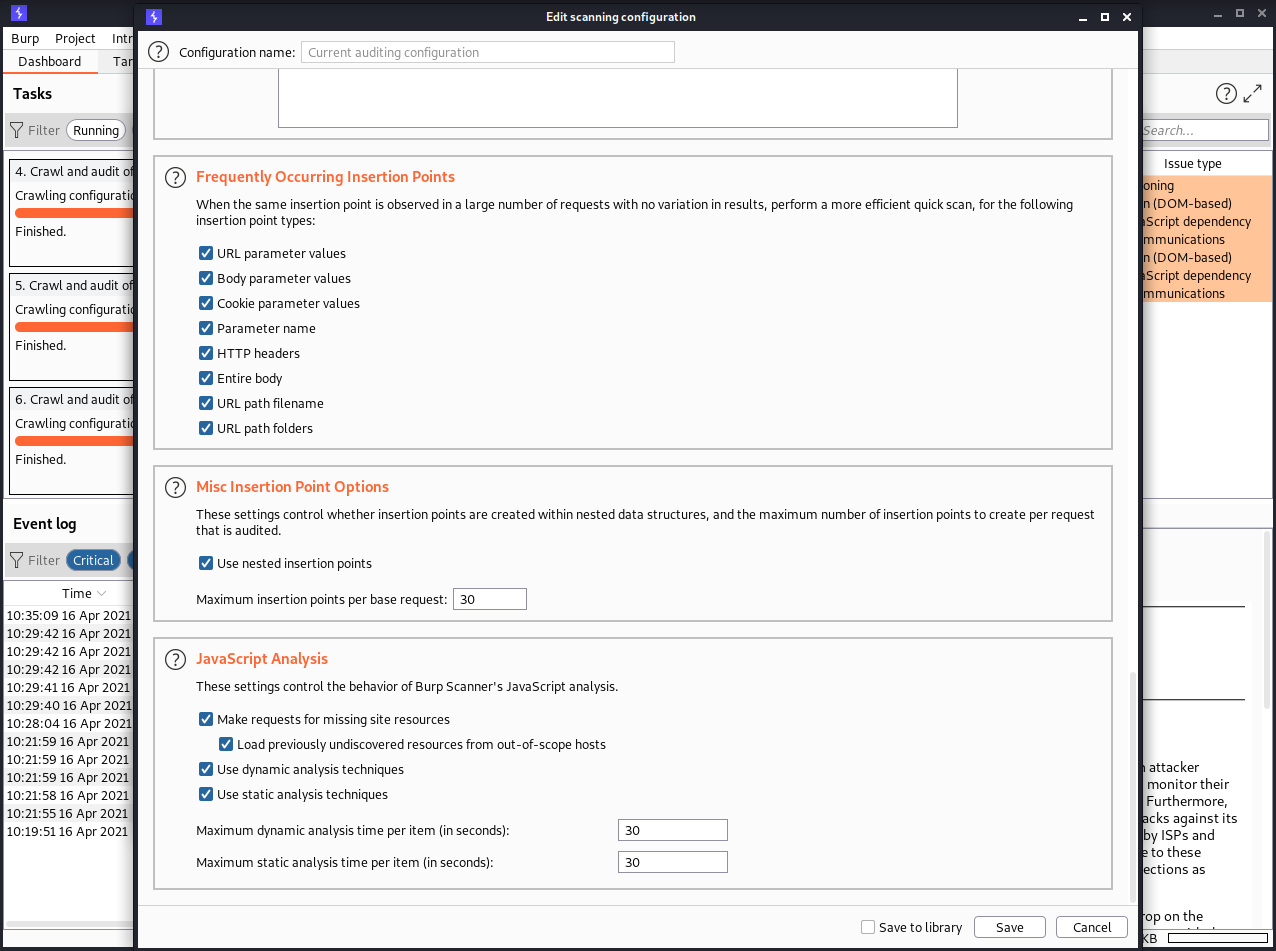 Edit scanning configuration
Burp Project
Dashboard
Configuration name: Current auditing configuration
Tasks
Filter Running
Search...
4. Crawl and audit of
Crawling
Finished.
5. Crawl and audit of
Crawling
Finished.
6. Crawl and audit of
Crawling
Finished.
Event log
Filter Critical
Time
10:35:09 16 Apr 2021
10:29:42 16 Apr 2021
10:29:42 16 Apr 2021
10:29:42 16 Apr 2021
10:29:41 16 Apr 2021
10:29:40 16 Apr 2021
10:28:04 16 Apr 2021
10:21:59 16 Apr 2021
10:21:59 16 Apr 2021
10:21:59 16 Apr 2021
10:21:58 16 Apr 2021
10:21:55 16 Apr 2021
10:19:51 16 Apr 2021
Frequently Occurring Insertion Points
When the same insertion point is observed in a large number of requests with no variation in results, perform a more efficient quick scan, for the following
insertion point types:
URL parameter values
Body parameter values
Cookie parameter values
Parameter name
HTTP headers
Entire body
URL path filename
URL path folders
Misc Insertion Point Options
These settings control whether insertion points are created within nested data structures, and the maximum number of insertion points to create per request
that is audited.
Use nested insertion points
Maximum insertion points per base request: 30
JavaScript Analysis
These settings control the behavior of Burp Scanner's JavaScript analysis.
Make requests for missing site resources
Load previously undiscovered resources from out-of-scope hosts
Use dynamic analysis techniques
Use static analysis techniques
Maximum dynamic analysis time per item (in seconds): 30
Maximum static analysis time per item (in seconds): 30
Save to library Save Cancel
Issue type
(DOM-based)
dependency
(DOM-based)
dependency
attacker
monitor their
Furthermore,
against its
by ISPs and
to these
as
on the
KB